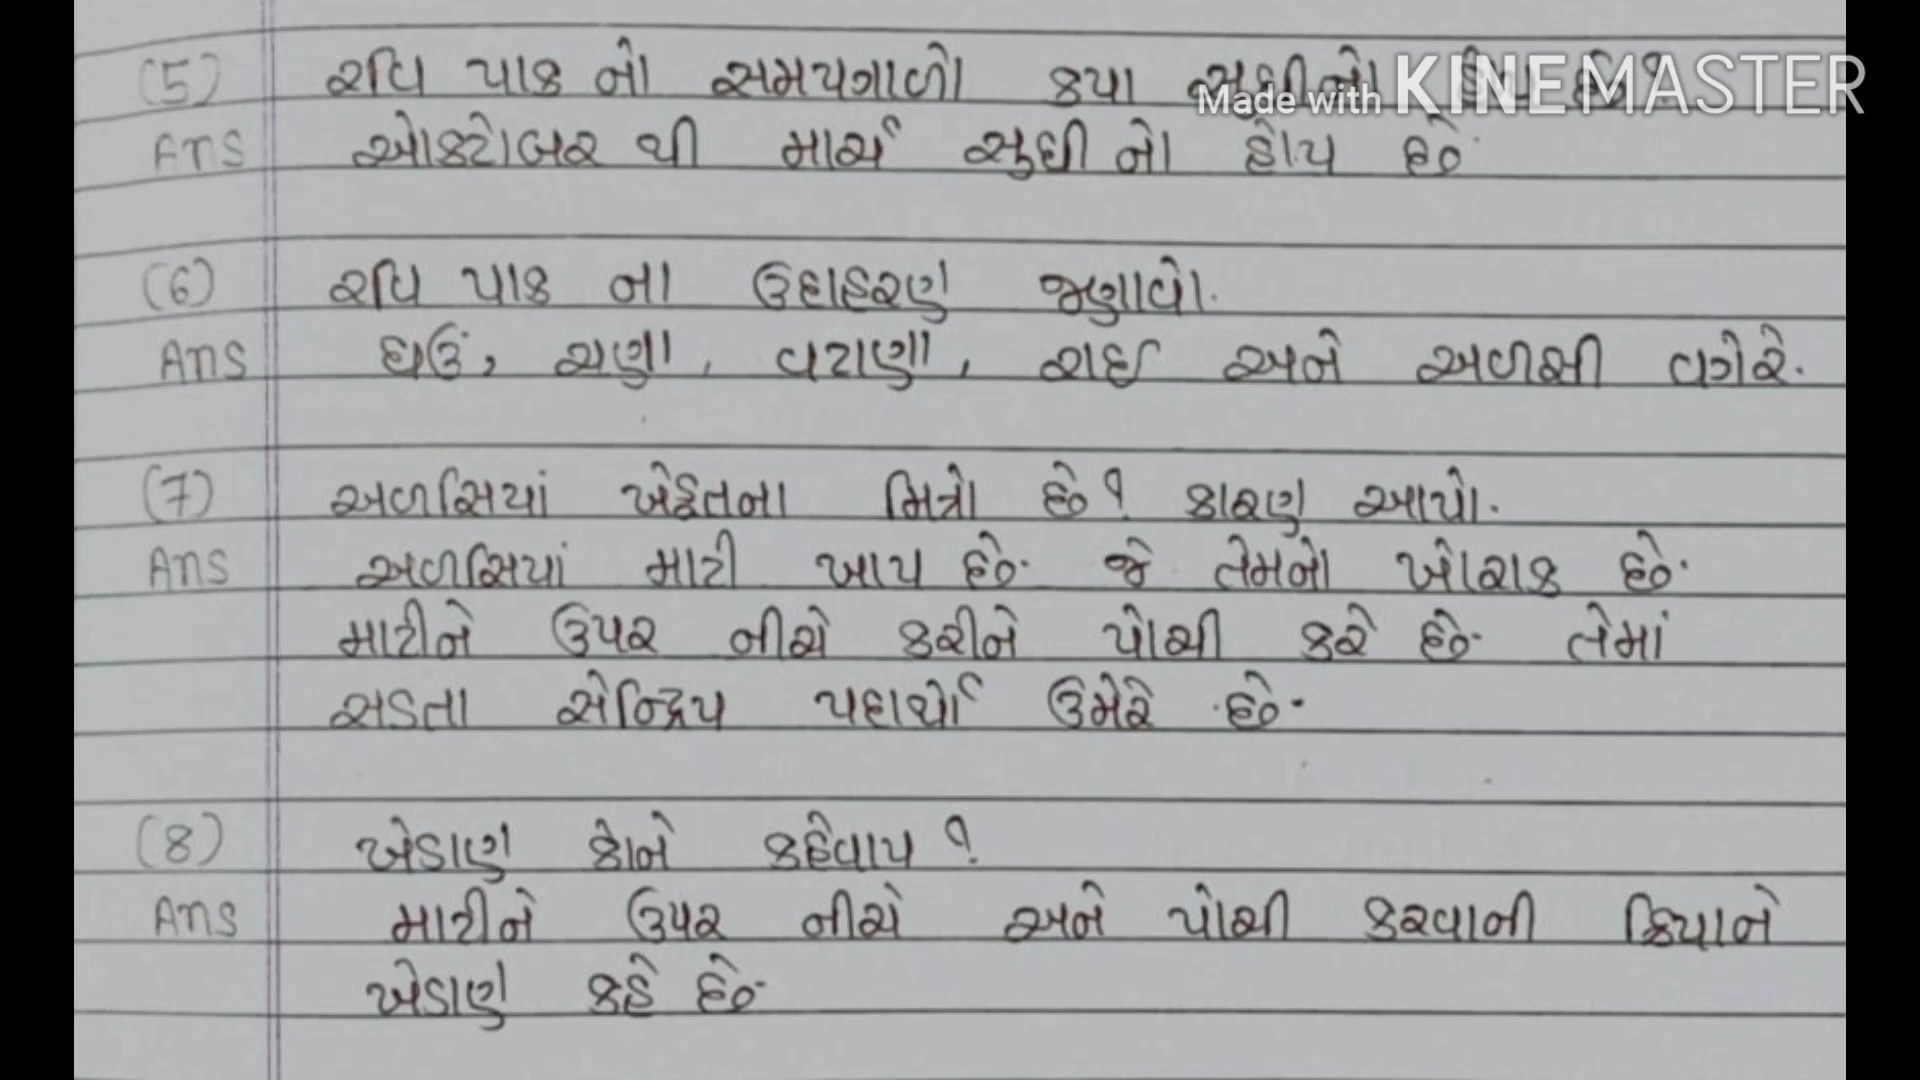 (5) રવિ પાક નો સમયગાળો કયા સુધીનો હોય છે?
Made with KINEMASTER
Ans ઓક્ટોબર થી માર્ચ સુધી નો હોય છે.
(6) રવિ પાક ના ઉદાહરણ જણાવો.
Ans ઘઉં, ચણા, વટાણા, રાઈ અને અળસી વગેરે.
(7) અળસિયાં ખેડૂતના મિત્રો છે? કારણ આપો.
Ans અળસિયાં માટી ખાય છે. જે તેમનો ખોરાક છે.
માટીને ઉપર નીચે કરીને પોચી કરે છે. તેમાં
સડતા સેન્દ્રિય પદાર્થો ઉમેરે છે.
(8) ખેડાણ કોને કહેવાય?
Ans માટીને ઉપર નીચે અને પોચી કરવાની ક્રિયાને
ખેડાણ કહે છે.